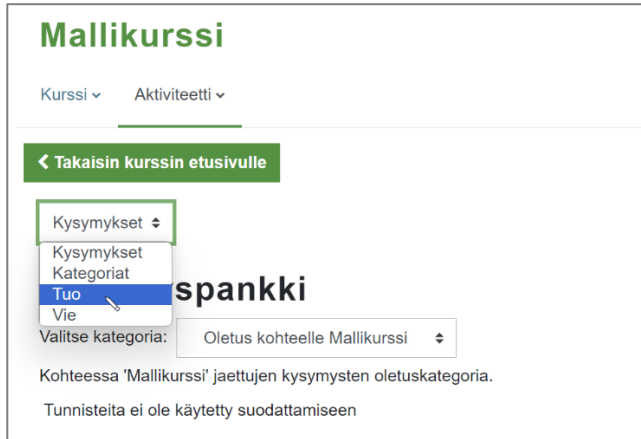 Mallikurssi
Kurssi Aktiviteetti
Takaisin kurssin etusivulle
Kysymykset
Kysymykset
Kategoriat
Tuo
Vie
spankki
Valitse kategoria: Oletus kohteelle Mallikurssi
Kohteessa 'Mallikurssi' jaettujen kysymysten oletuskategoria.
Tunnisteita ei ole käytetty suodattamiseen